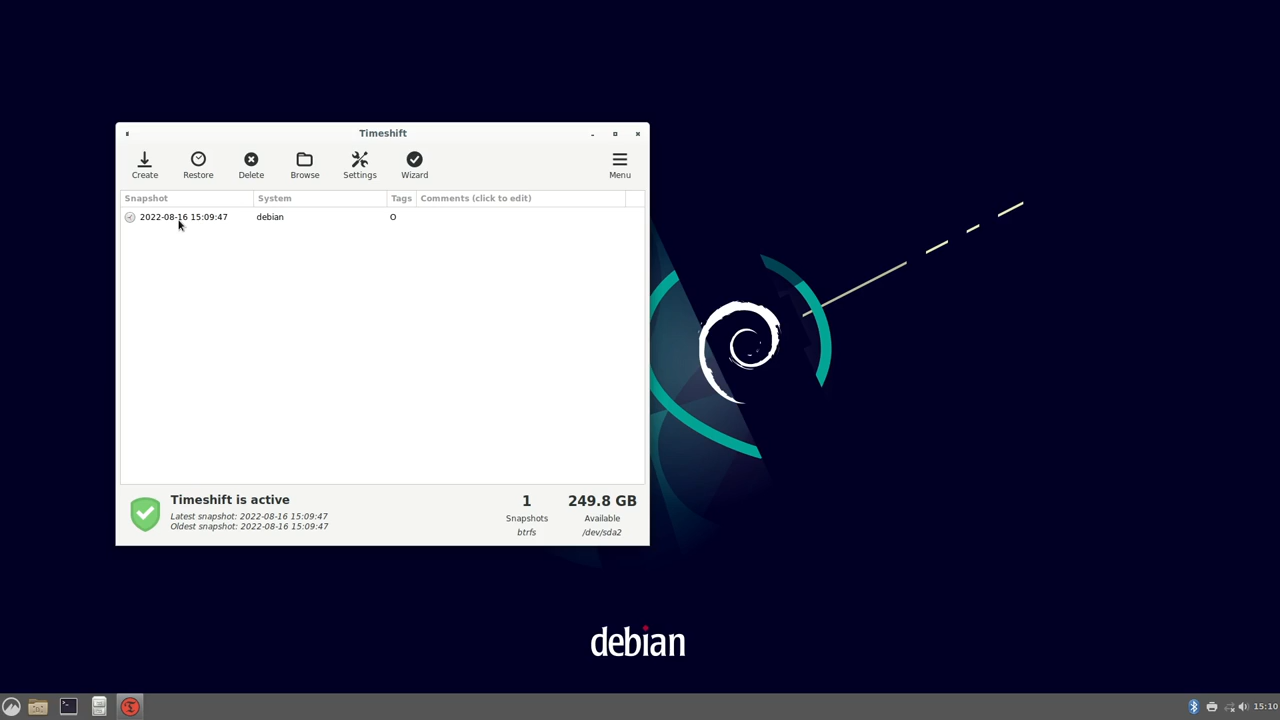 Timeshift
Create Restore Delete Browse Settings Wizard Menu
Snapshot System Tags Comments (click to edit)
2022-08-16 15:09:47 debian O
Timeshift is active
Latest snapshot: 2022-08-16 15:09:47
Oldest snapshot: 2022-08-16 15:09:47
1
Snapshots
btrfs
249.8 GB
Available
/dev/sda2
debian
15:10